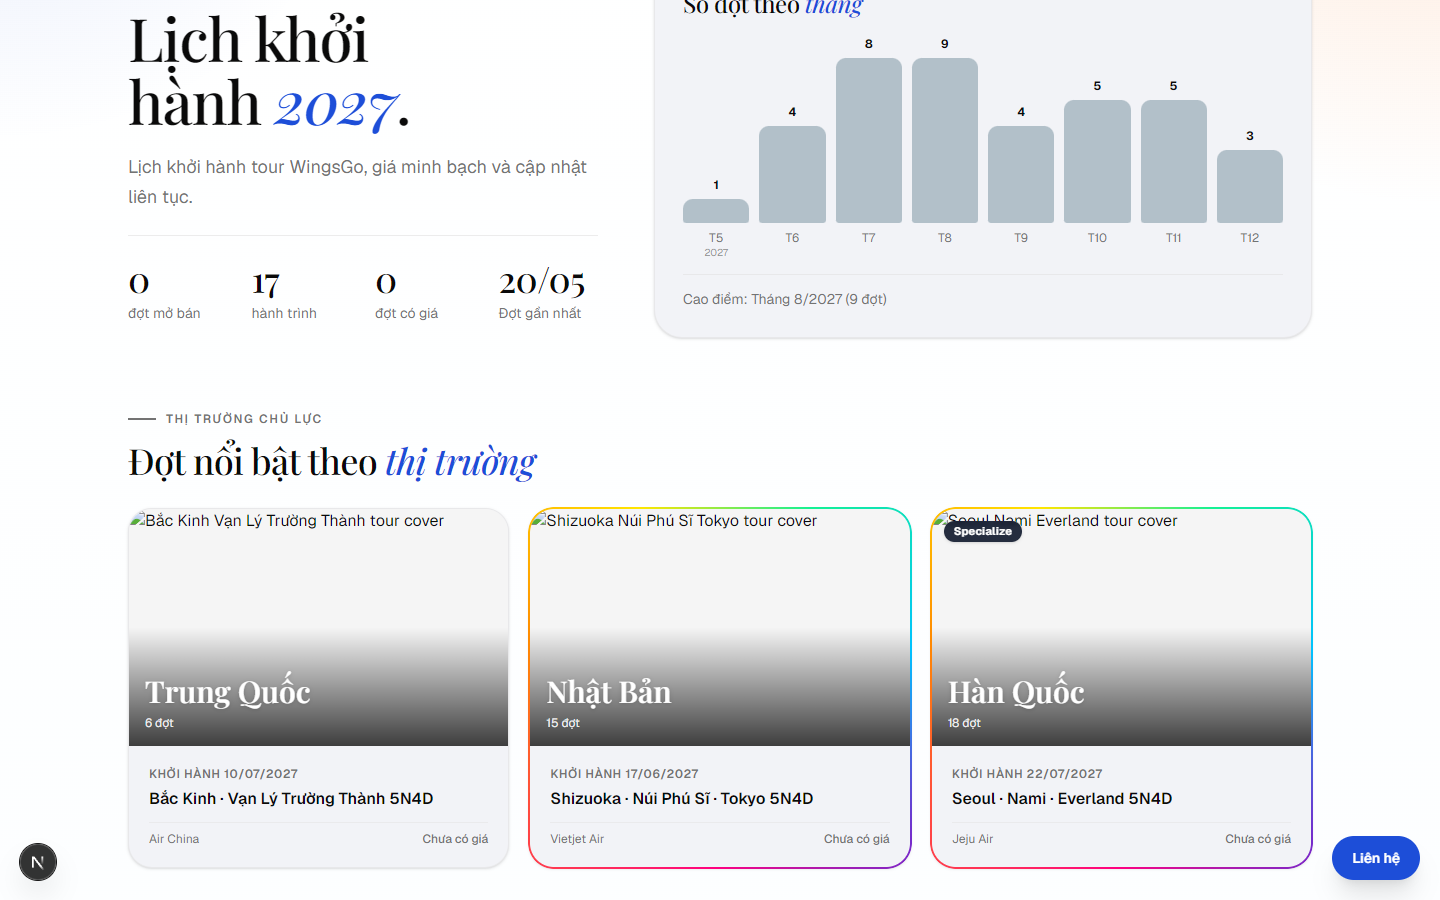 Lịch khởi
hành 2027.
Lịch khởi hành tour WingsGo, giá minh bạch và cập nhật
liên tục.
0
đợt mở bán
17
hành trình
0
đợt có giá
20/05
Đợt gần nhất
Số đợt theo tháng
1
4
8
9
4
5
5
3
T5
2027
T6
T7
T8
T9
T10
T11
T12
Cao điểm: Tháng 8/2027 (9 đợt)
THỊ TRƯỜNG CHỦ LỰC
Đợt nổi bật theo thị trường
Bắc Kinh Vạn Lý Trường Thành tour cover
Trung Quốc
6 đợt
KHỞI HÀNH 10/07/2027
Bắc Kinh · Vạn Lý Trường Thành 5N4D
Air China
Chưa có giá
Shizuoka Núi Phú Sĩ Tokyo tour cover
Nhật Bản
15 đợt
KHỞI HÀNH 17/06/2027
Shizuoka · Núi Phú Sĩ · Tokyo 5N4D
Vietjet Air
Chưa có giá
Seoul Nami Everland tour cover
Specialize
Hàn Quốc
18 đợt
KHỞI HÀNH 22/07/2027
Seoul · Nami · Everland 5N4D
Jeju Air
Chưa có giá
N
Liên hệ